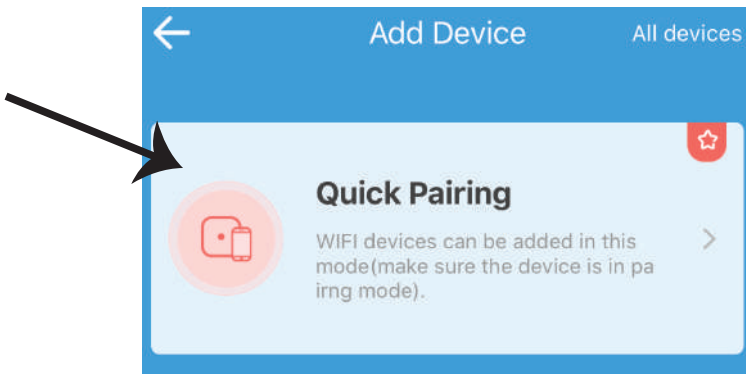 Add Device All devices
Quick Pairing
WIFI devices can be added in this
mode(make sure the device is in pa
irng mode).